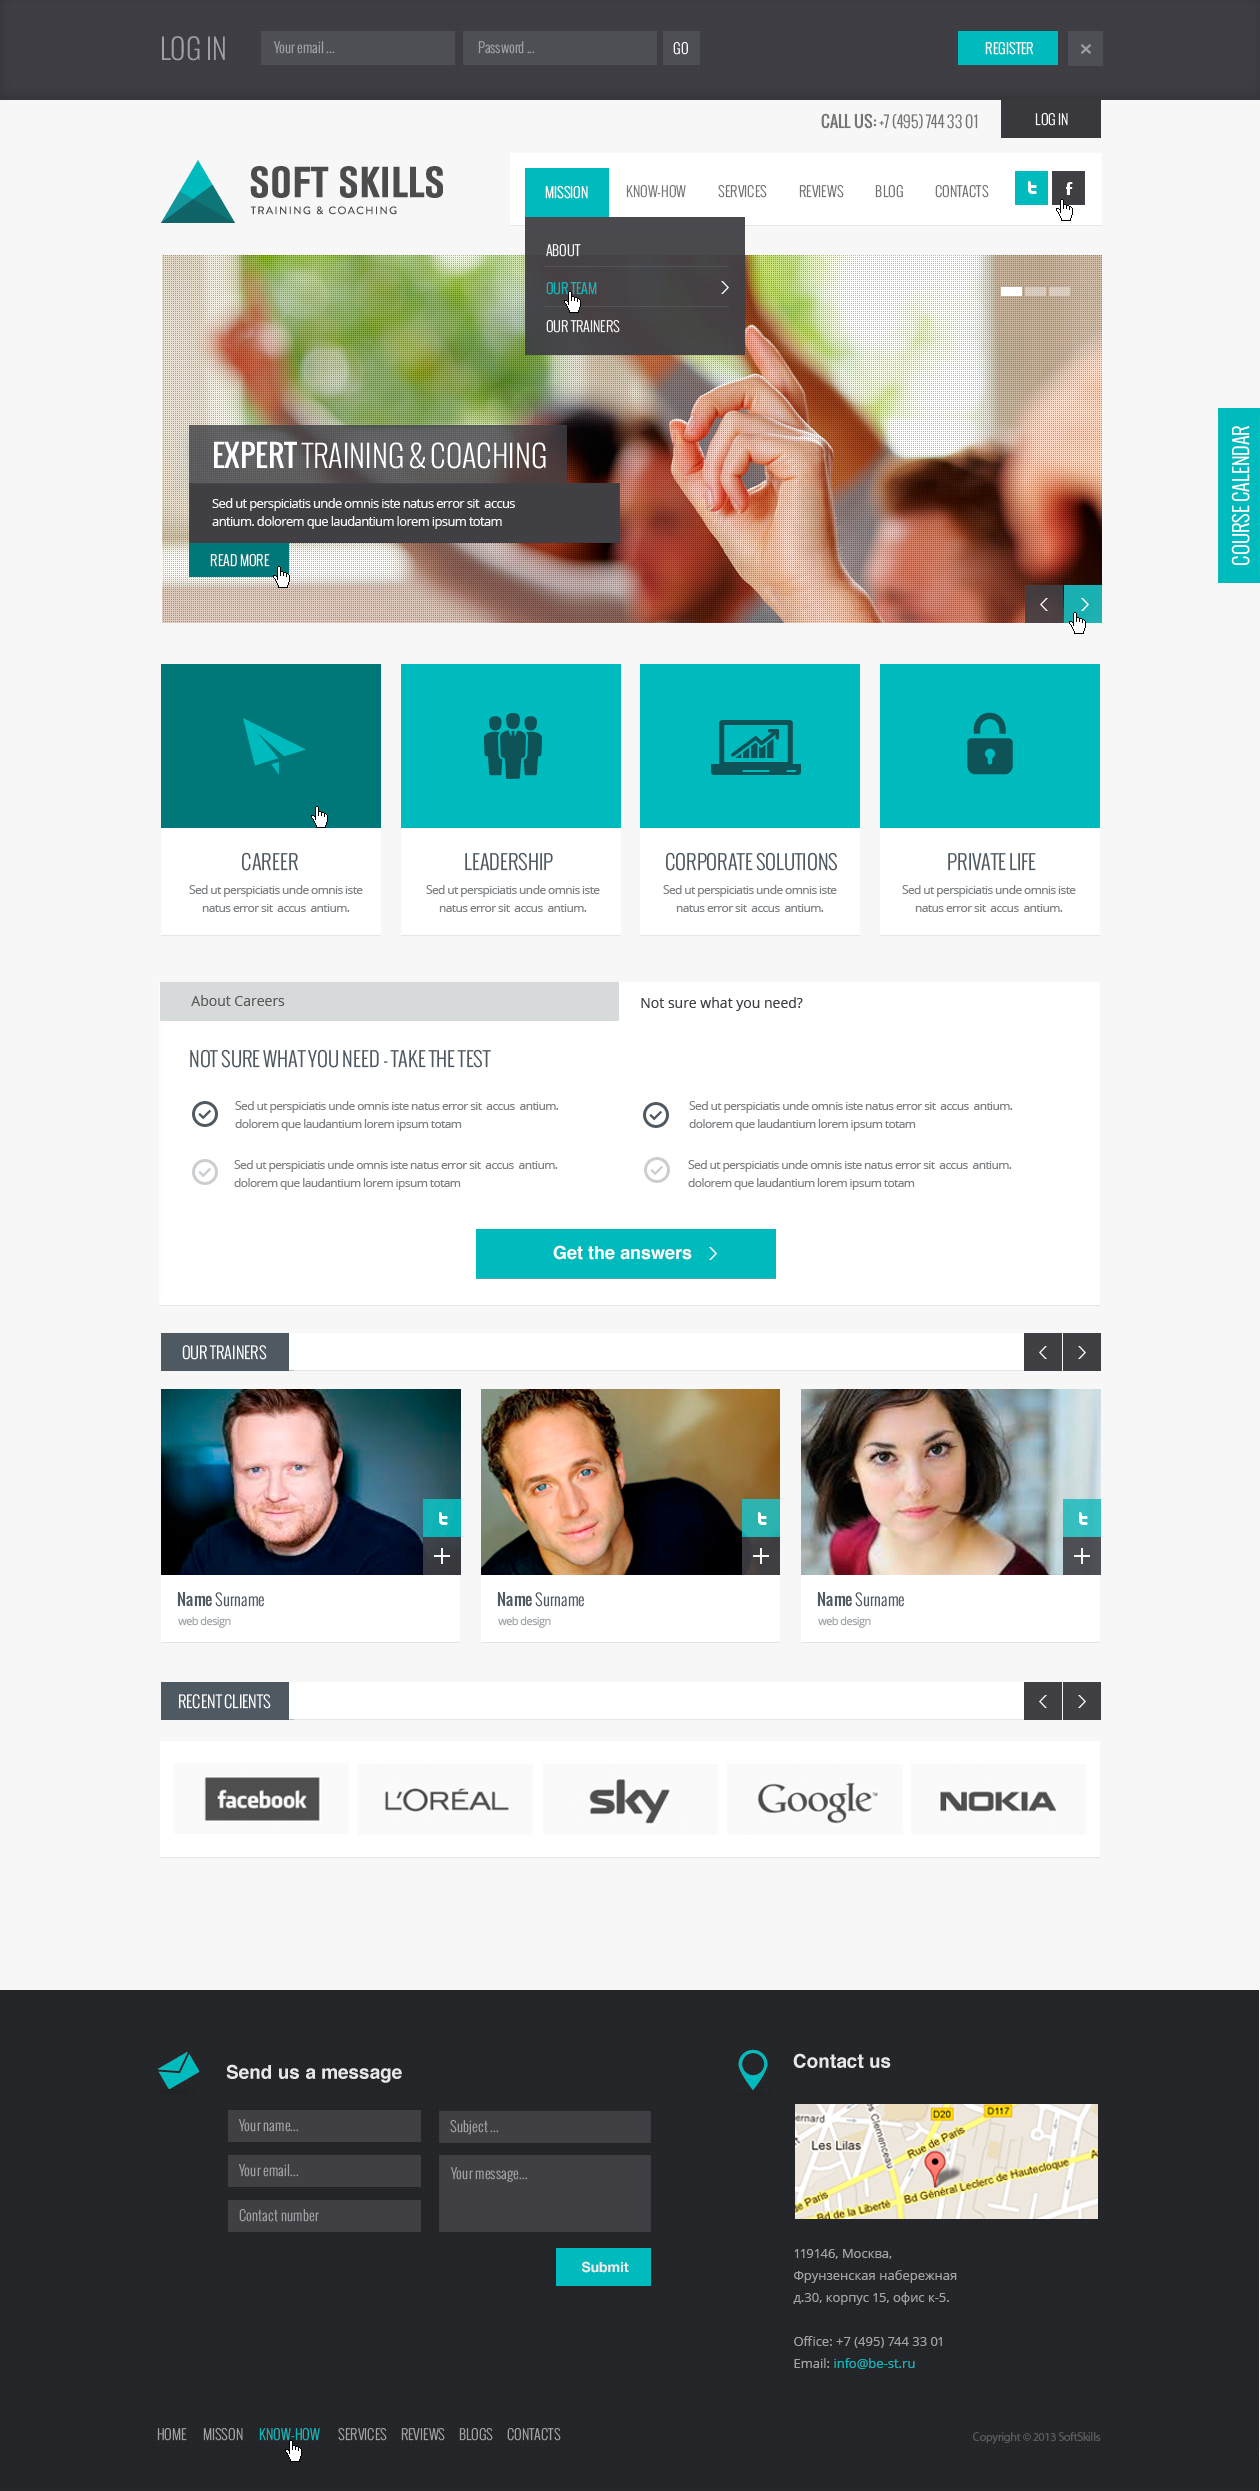 LOG IN
Your email ...
Password ...
GO
REGISTER
×
CALL US: +7 (495) 744 33 01
LOG IN
SOFT SKILLS
TRAINING & COACHING
MISSION
KNOW-HOW
SERVICES
REVIEWS
BLOG
CONTACTS
t
f
ABOUT
OUR TEAM
OUR TRAINERS
COURSE CALENDAR
EXPERT TRAINING & COACHING
Sed ut perspiciatis unde omnis iste natus error sit accus
antium. dolorem que laudantium lorem ipsum totam
READ MORE
CAREER
Sed ut perspiciatis unde omnis iste
natus error sit accus antium.
LEADERSHIP
Sed ut perspiciatis unde omnis iste
natus error sit accus antium.
CORPORATE SOLUTIONS
Sed ut perspiciatis unde omnis iste
natus error sit accus antium.
PRIVATE LIFE
Sed ut perspiciatis unde omnis iste
natus error sit accus antium.
About Careers
Not sure what you need?
NOT SURE WHAT YOU NEED - TAKE THE TEST
Sed ut perspiciatis unde omnis iste natus error sit accus antium.
dolorem que laudantium lorem ipsum totam
Sed ut perspiciatis unde omnis iste natus error sit accus antium.
dolorem que laudantium lorem ipsum totam
Sed ut perspiciatis unde omnis iste natus error sit accus antium.
dolorem que laudantium lorem ipsum totam
Sed ut perspiciatis unde omnis iste natus error sit accus antium.
dolorem que laudantium lorem ipsum totam
Get the answers
OUR TRAINERS
t
t
t
Name Surname
web design
Name Surname
web design
Name Surname
web design
RECENT CLIENTS
facebook
L'ORÉAL
sky
Google™
NOKIA
Send us a message
Your name...
Your email...
Contact number
Subject ...
Your message...
Submit
Contact us
ernard
Les Lilas
es Clemenceau
D20
D117
Rue de Paris
A
Bd Général Leclerc de Hautecloque
e Paris
Bd de la Liberté
119146, Москва,
Фрунзенская набережная
д.30, корпус 15, офис к-5.
Office: +7 (495) 744 33 01
Email: info@be-st.ru
HOME
MISSON
KNOW-HOW
SERVICES
REVIEWS
BLOGS
CONTACTS
Copyright © 2013 SoftSkills